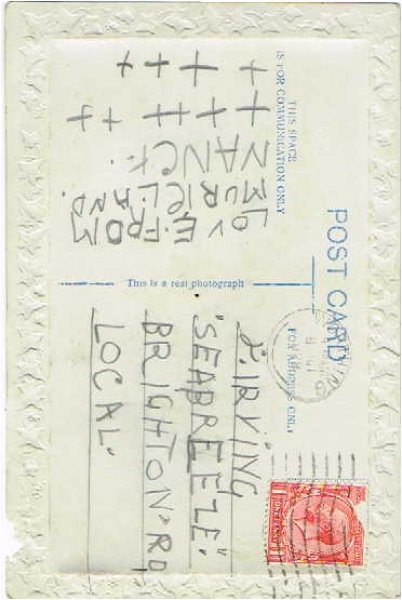 POST CARD
THIS SPACE
IS FOR COMMUNICATION ONLY
FOR ADDRESS ONLY
LOVE·FROM
MURIEL·AND·
NANCY·
+ + + + +
+ + + +
This is a real photograph
IRVING
'SEABREEZE'
BRIGHTON·RD
LOCAL·